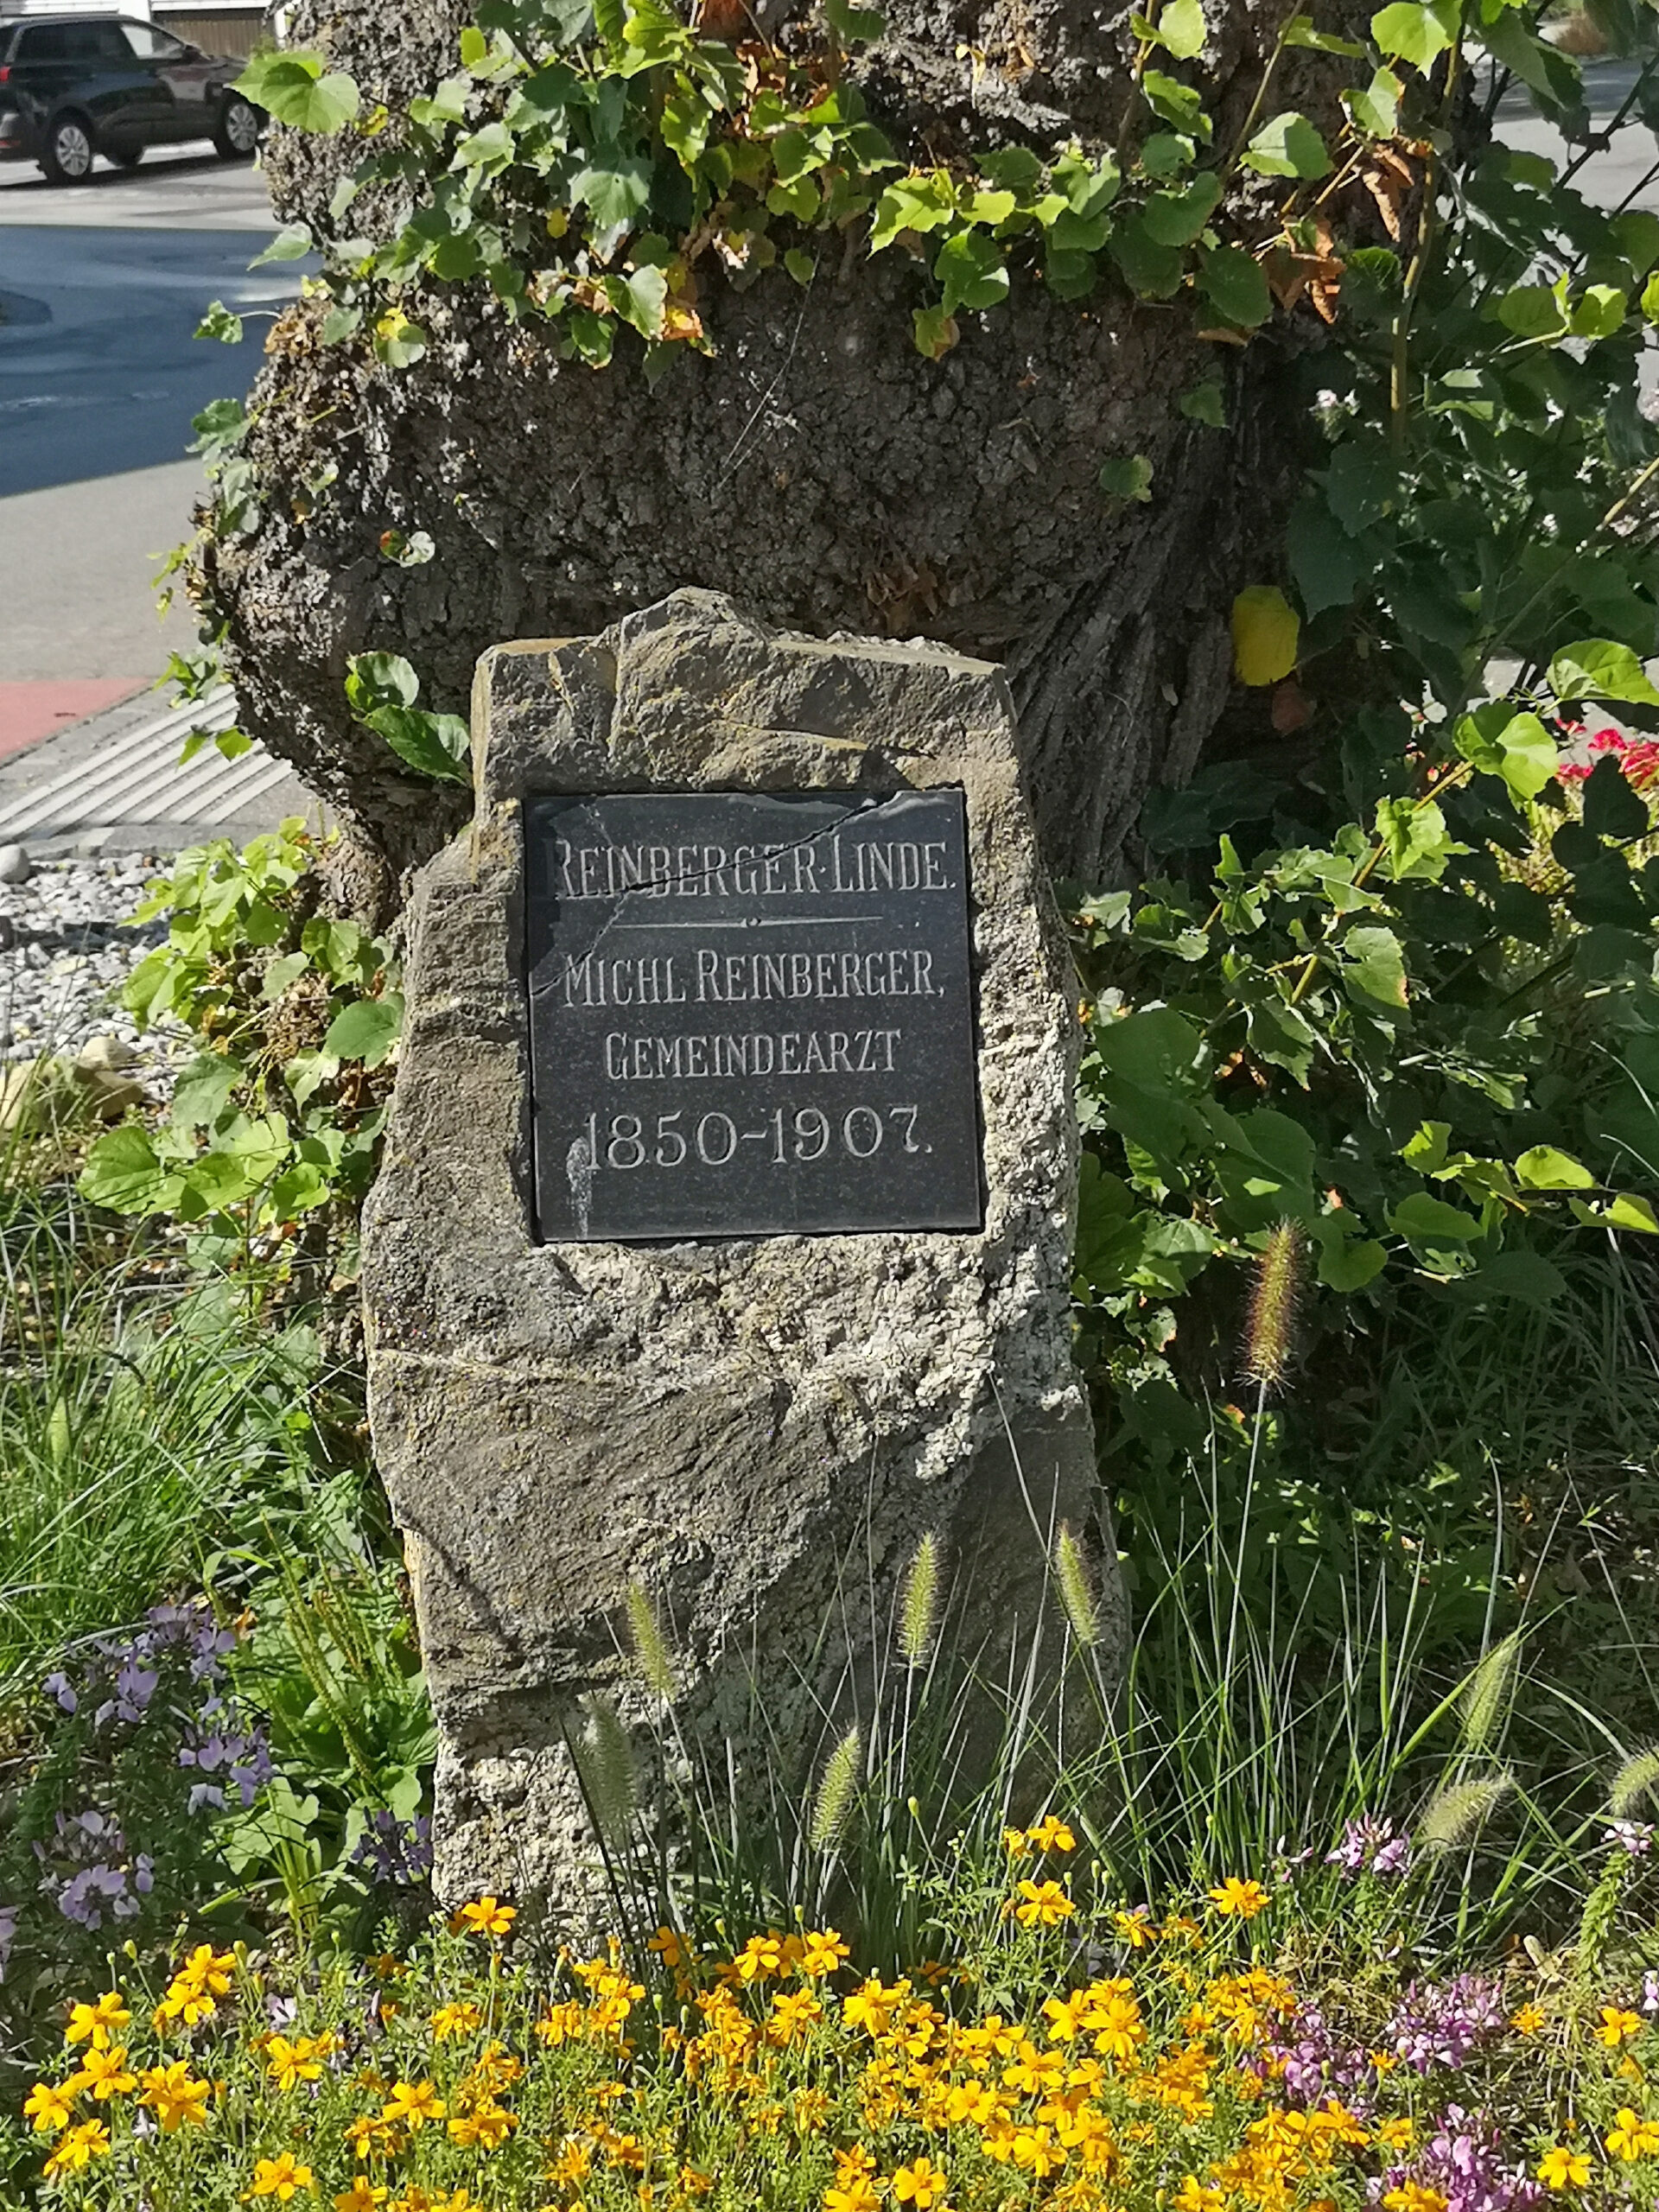 REINBERGER-LINDE.
MICHL REINBERGER,
GEMEINDEARZT
1850-1907.